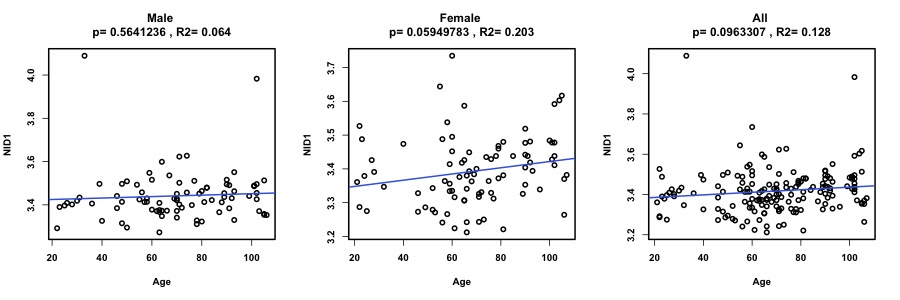 Male
p= 0.5641236 , R2= 0.064
NID1
4.0
3.8
3.6
3.4
20 40 60 80 100
Age
Female
p= 0.05949783 , R2= 0.203
NID1
3.7
3.6
3.5
3.4
3.3
3.2
20 40 60 80 100
Age
All
p= 0.0963307 , R2= 0.128
NID1
4.0
3.8
3.6
3.4
3.2
20 40 60 80 100
Age